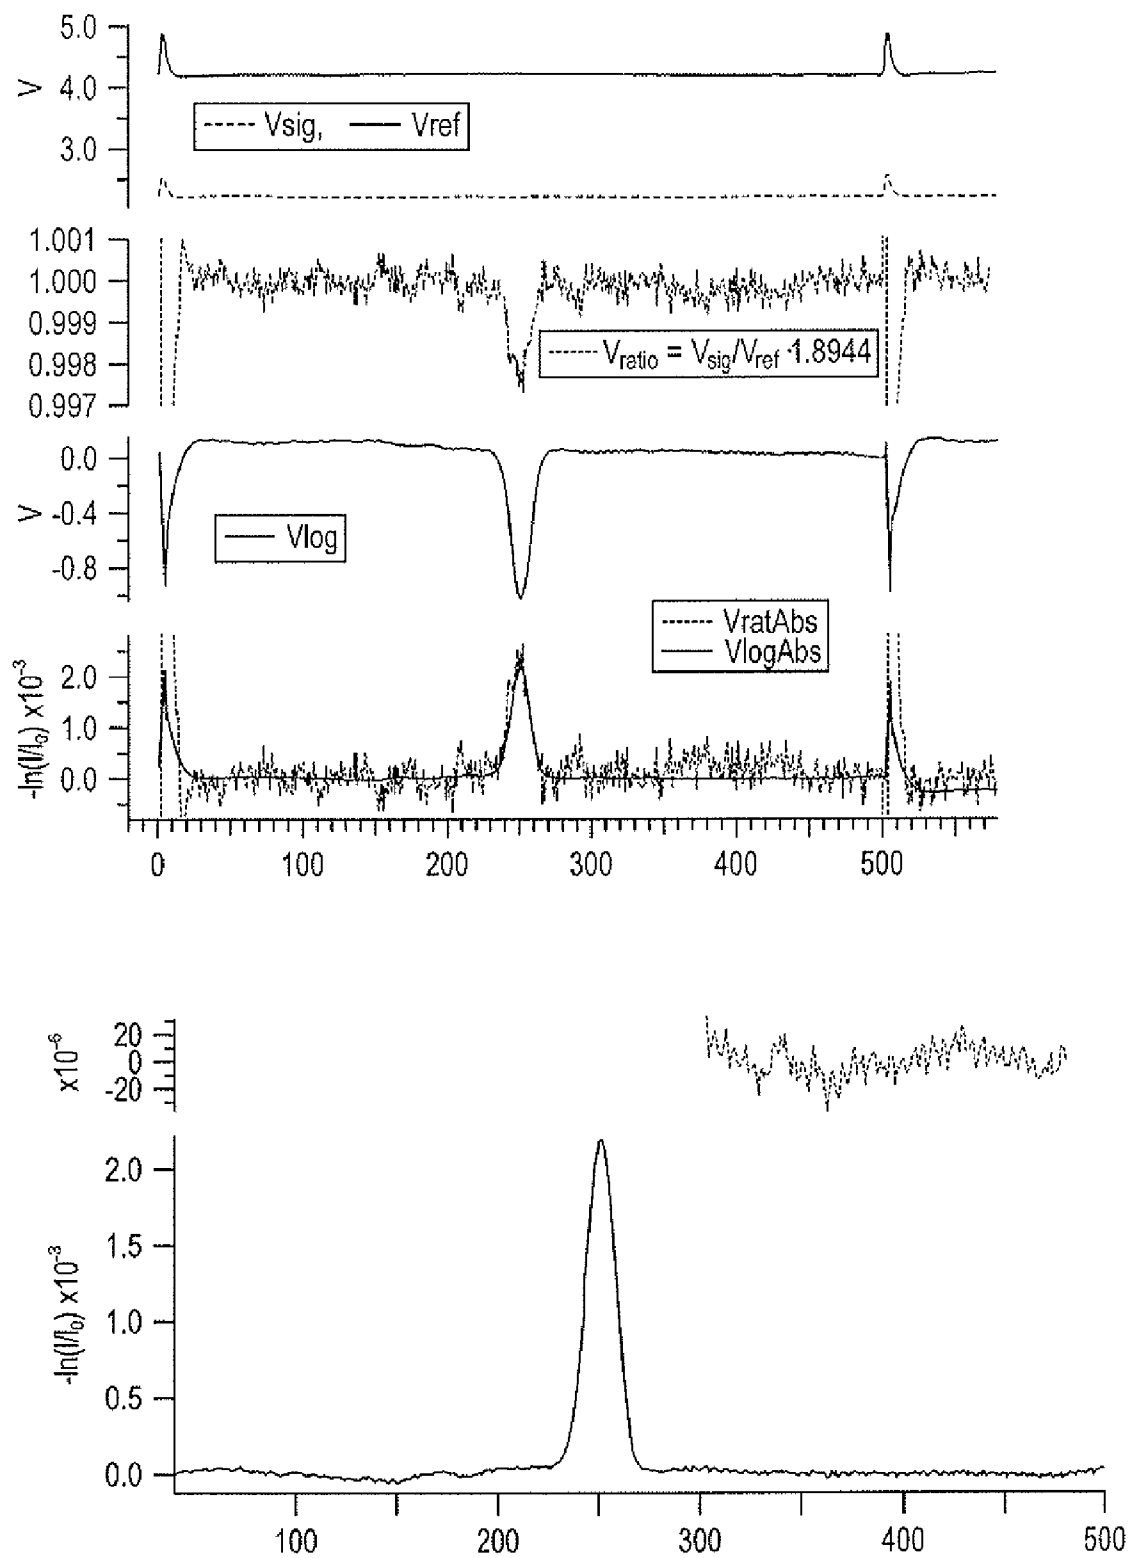 5.0
4.0
3.0
V
Vsig, Vref
1.001
1.000
0.999
0.998
0.997
Vratio = Vsig/Vref ·1.8944
0.0
-0.4
-0.8
V
Vlog
VratAbs
VlogAbs
2.0
1.0
0.0
-ln(I/I0) x10⁻³
0 100 200 300 400 500
20
0
-20
x10⁻⁶
2.0
1.5
1.0
0.5
0.0
-ln(I/I0) x10⁻³
100 200 300 400 500